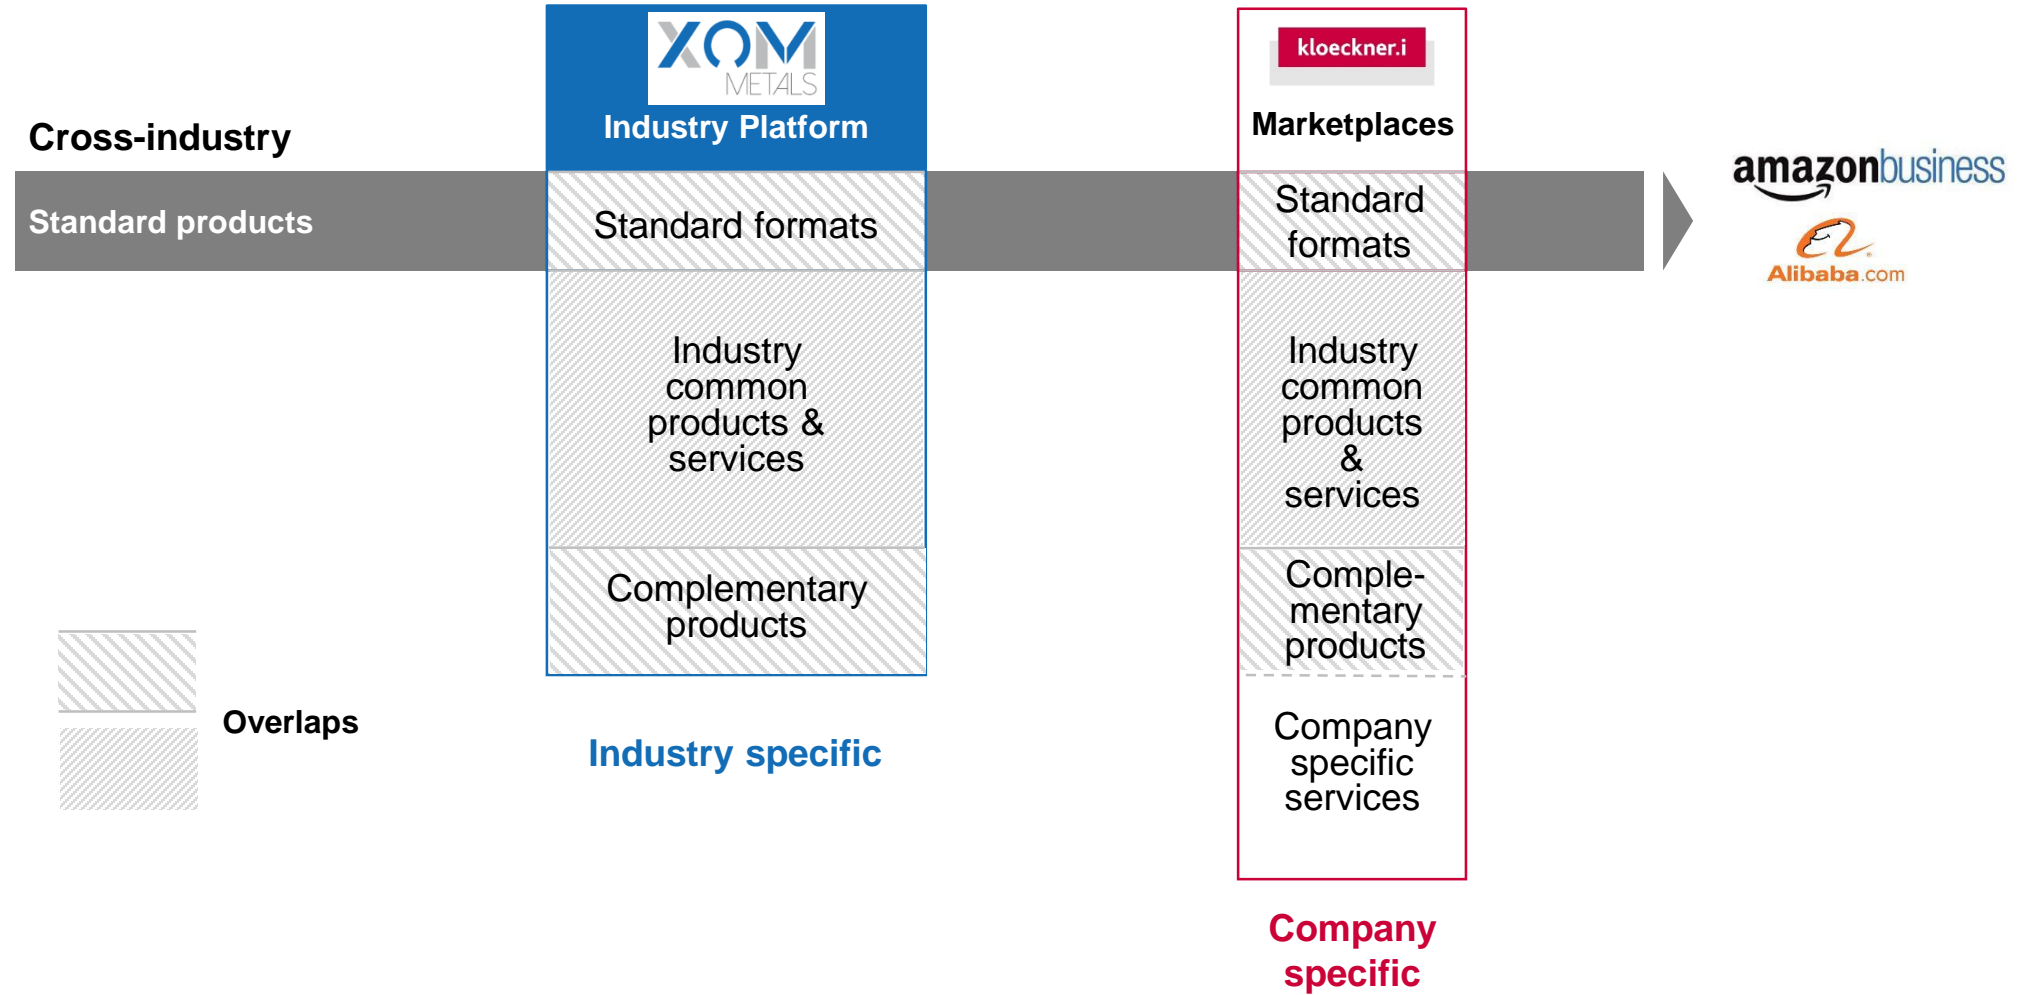 XOM
METALS
Industry Platform
kloeckner.i
Marketplaces
Cross-industry
Standard products
Standard formats
Standard
formats
amazonbusiness
Alibaba.com
Industry
common
products &
services
Industry
common
products
&
services
Complementary
products
Comple-
mentary
products
Overlaps
Industry specific
Company
specific
services
Company
specific